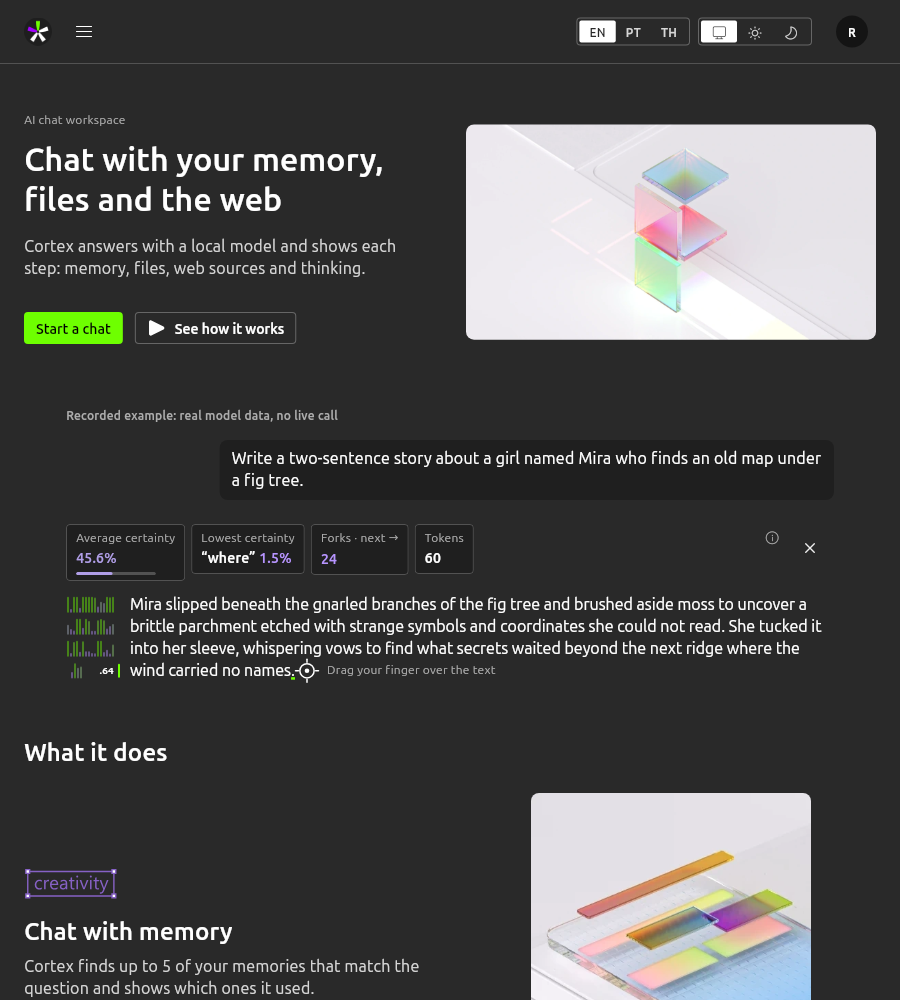 EN PT TH
R
AI chat workspace
Chat with your memory,
files and the web
Cortex answers with a local model and shows each
step: memory, files, web sources and thinking.
Start a chat
See how it works
Recorded example: real model data, no live call
Write a two-sentence story about a girl named Mira who finds an old map under
a fig tree.
Average certainty
45.6%
Lowest certainty
“where” 1.5%
Forks · next →
24
Tokens
60
Mira slipped beneath the gnarled branches of the fig tree and brushed aside moss to uncover a
brittle parchment etched with strange symbols and coordinates she could not read. She tucked it
into her sleeve, whispering vows to find what secrets waited beyond the next ridge where the
.64 wind carried no names. Drag your finger over the text
What it does
creativity
Chat with memory
Cortex finds up to 5 of your memories that match the
question and shows which ones it used.